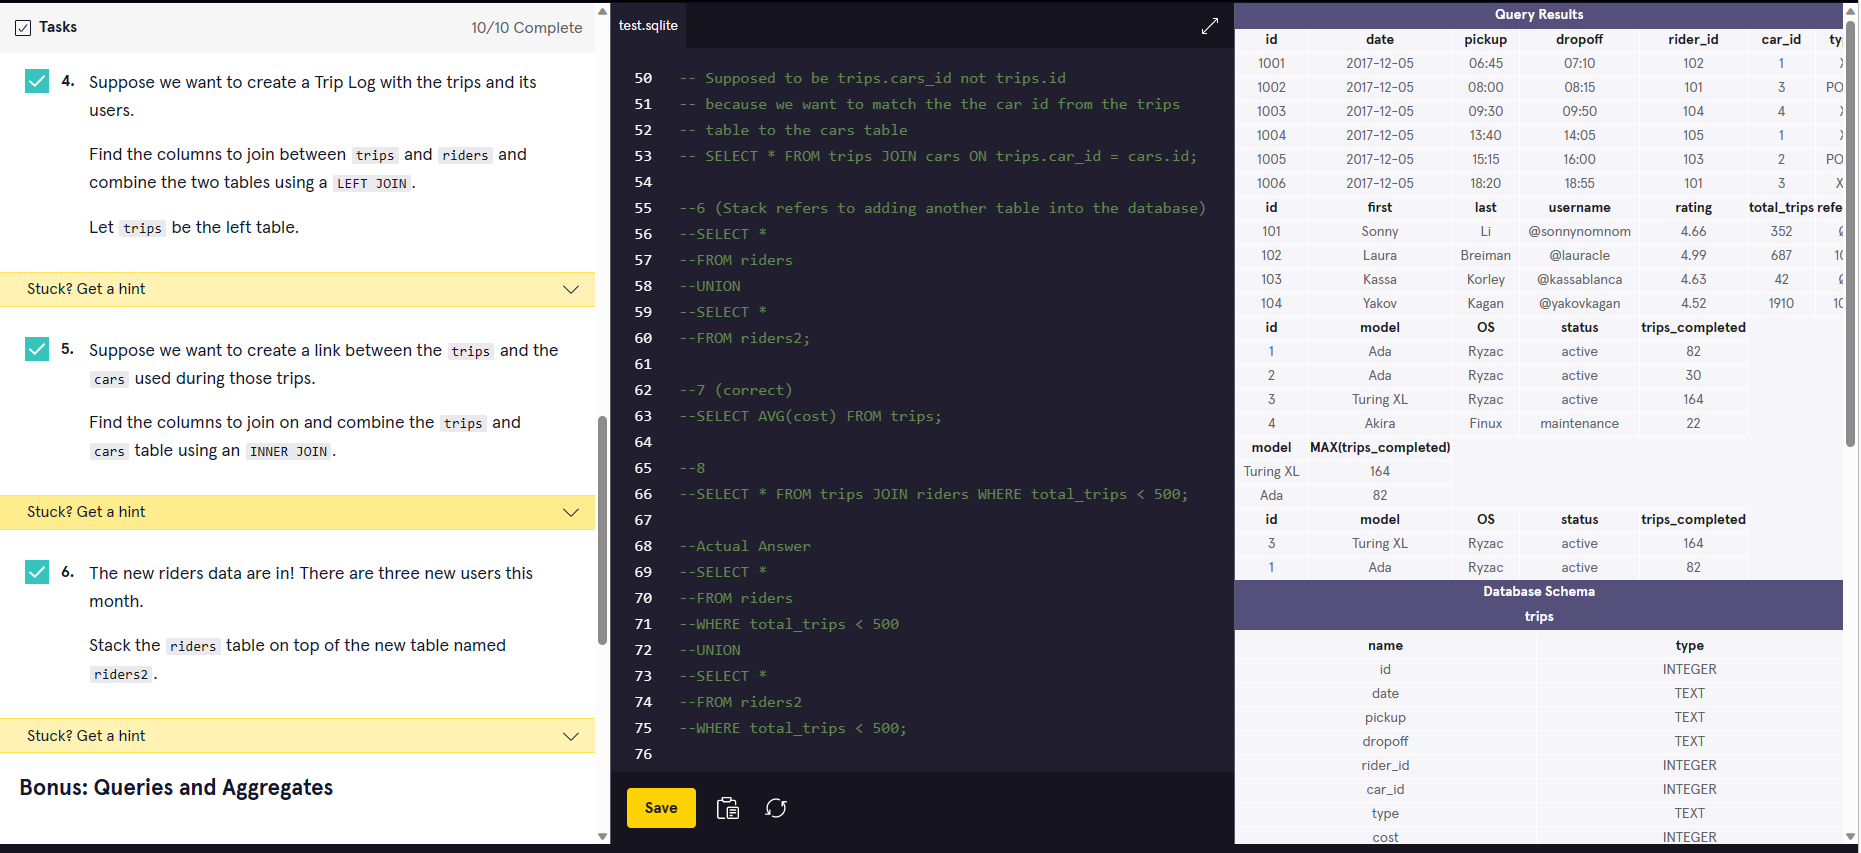 Tasks
10/10 Complete
4. Suppose we want to create a Trip Log with the trips and its
users.
Find the columns to join between trips and riders and
combine the two tables using a LEFT JOIN.
Let trips be the left table.
Stuck? Get a hint
5. Suppose we want to create a link between the trips and the
cars used during those trips.
Find the columns to join on and combine the trips and
cars table using an INNER JOIN.
Stuck? Get a hint
6. The new riders data are in! There are three new users this
month.
Stack the riders table on top of the new table named
riders2.
Stuck? Get a hint
Bonus: Queries and Aggregates
test.sqlite
50 -- Supposed to be trips.cars_id not trips.id
51 -- because we want to match the the car id from the trips
52 -- table to the cars table
53 -- SELECT * FROM trips JOIN cars ON trips.car_id = cars.id;
54
55 --6 (Stack refers to adding another table into the database)
56 --SELECT *
57 --FROM riders
58 --UNION
59 --SELECT *
60 --FROM riders2;
61
62 --7 (correct)
63 --SELECT AVG(cost) FROM trips;
64
65 --8
66 --SELECT * FROM trips JOIN riders WHERE total_trips < 500;
67
68 --Actual Answer
69 --SELECT *
70 --FROM riders
71 --WHERE total_trips < 500
72 --UNION
73 --SELECT *
74 --FROM riders2
75 --WHERE total_trips < 500;
76
Save
Query Results
id date pickup dropoff rider_id car_id
1001 2017-12-05 06:45 07:10 102 1
1002 2017-12-05 08:00 08:15 101 3 PO
1003 2017-12-05 09:30 09:50 104 4
1004 2017-12-05 13:40 14:05 105 1
1005 2017-12-05 15:15 16:00 103 2 PO
1006 2017-12-05 18:20 18:55 101 3 X
id first last username rating total_trips refe
101 Sonny Li @sonnynomnom 4.66 352
102 Laura Breiman @lauracle 4.99 687 10
103 Kassa Korley @kassablanca 4.63 42
104 Yakov Kagan @yakovkagan 4.52 1910 10
id model OS status trips_completed
1 Ada Ryzac active 82
2 Ada Ryzac active 30
3 Turing XL Ryzac active 164
4 Akira Finux maintenance 22
model MAX(trips_completed)
Turing XL 164
Ada 82
id model OS status trips_completed
3 Turing XL Ryzac active 164
1 Ada Ryzac active 82
Database Schema
trips
name type
id INTEGER
date TEXT
pickup TEXT
dropoff TEXT
rider_id INTEGER
car_id INTEGER
type TEXT
cost INTEGER